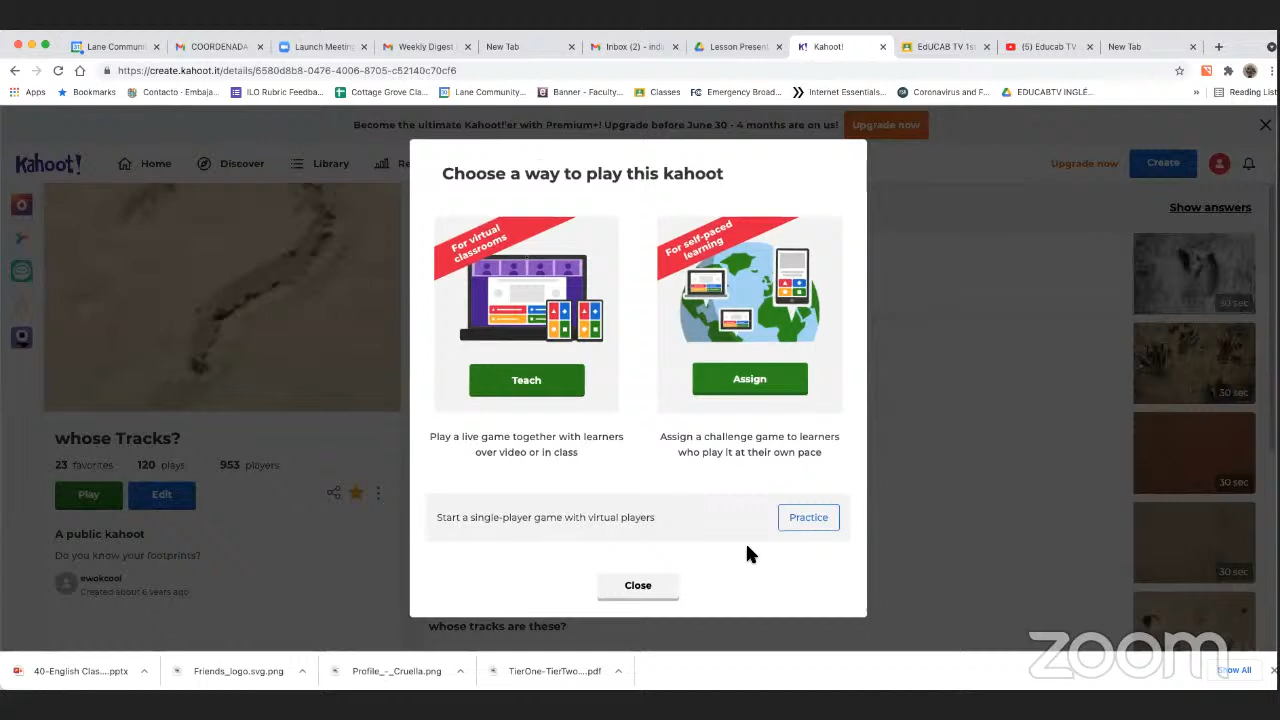 Lane Communi
COORDENADA
Launch Meetin
Weekly Digest
New Tab
Inbox (2) - indi
Lesson Present
Kahoot!
EdUCAB TV 1s
(5) Educab TV
New Tab
https://create.kahoot.it/details/6580d8b8-0476-4006-8705-c52140c70cf6
Apps
Bookmarks
Contacto - Embaja...
ILO Rubric Feedba...
Cottage Grove Cla...
Lane Community...
Banner - Faculty...
Classes
Emergency Broad...
Internet Essentials...
Coronavirus and F...
EDUCABTV INGLÉ...
»
Reading List
Become the ultimate Kahoot!'er with Premium+! Upgrade before June 30 - 4 months are on us!
Upgrade now
Kahoot!
Home
Discover
Library
Re
Upgrade now
Create
Choose a way to play this kahoot
Show answers
For virtual
classrooms
For self-paced
learning
Teach
Assign
Play a live game together with learners
over video or in class
Assign a challenge game to learners
who play it at their own pace
Start a single-player game with virtual players
Practice
Close
whose Tracks?
23 favorites
120 plays
953 players
Play
Edit
A public kahoot
Do you know your footprints?
ewakcool
Created about 6 years ago
whose tracks are these?
30 sec
30 sec
30 sec
30 sec
zoom
40-English Clas....pptx
Friends_logo.svg.png
Profile_-_Cruella.png
TierOne-TierTwo....pdf
Show All